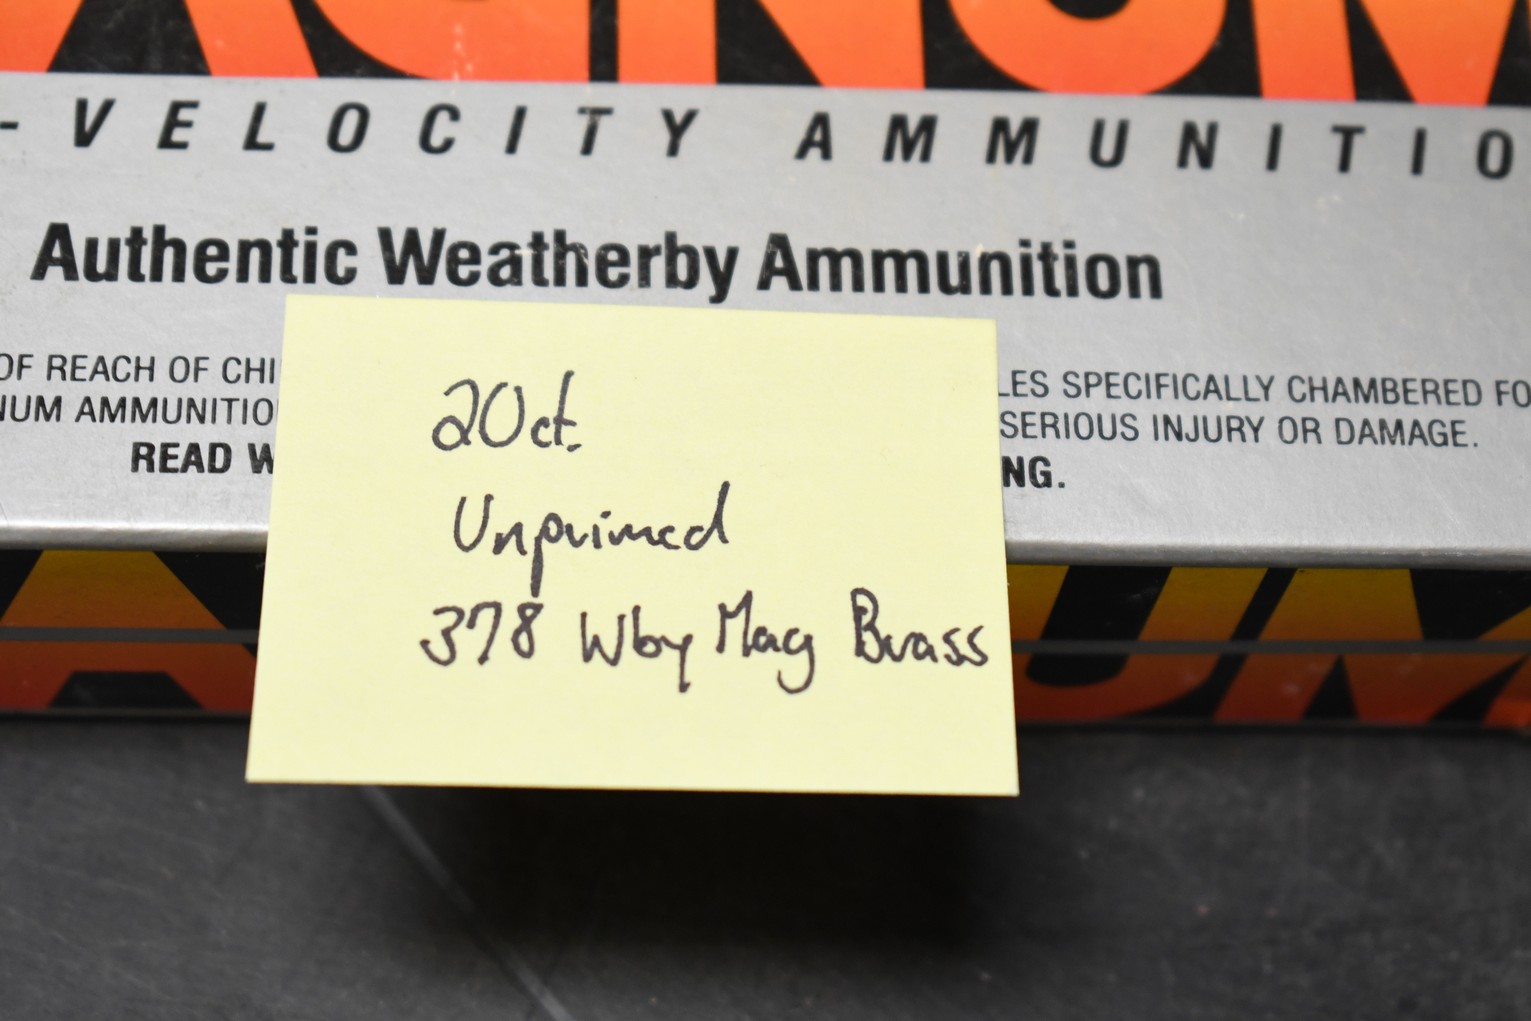 -VELOCITY AMMUNITIO
Authentic Weatherby Ammunition
OF REACH OF CHI
LES SPECIFICALLY CHAMBERED FO
NUM AMMUNITIO
SERIOUS INJURY OR DAMAGE.
READ W
NG.
20ct.
Unprimed
378 Wby Mag Brass